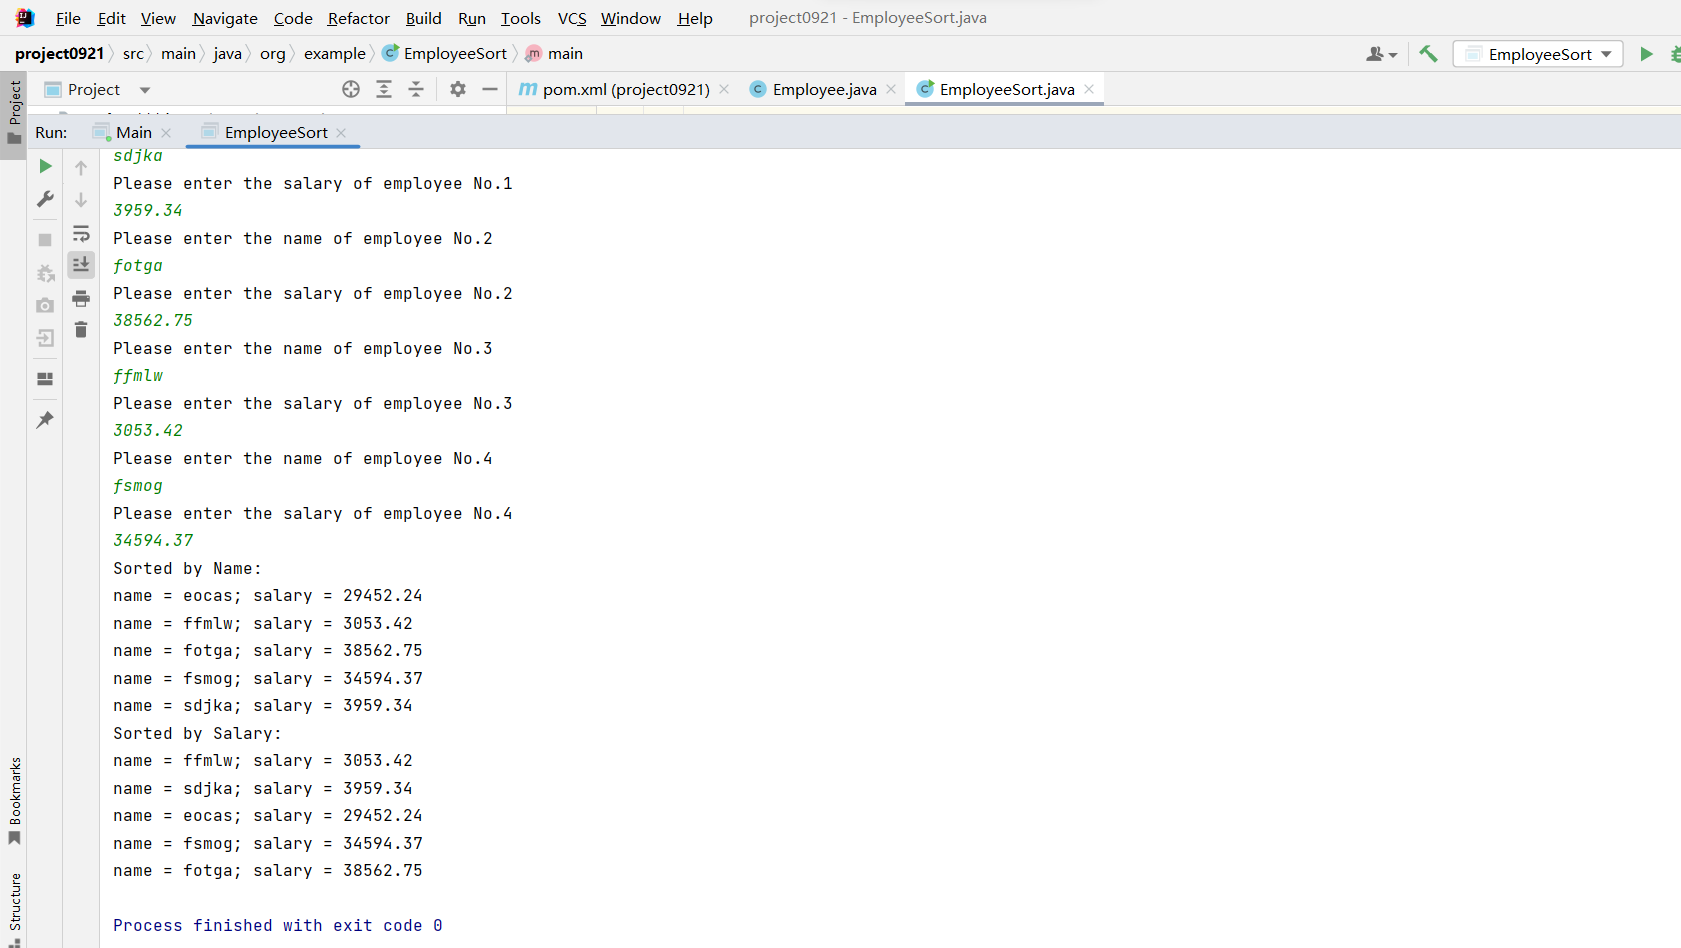 File Edit View Navigate Code Refactor Build Run Tools VCS Window Help project0921 - EmployeeSort.java
project0921 src main java org example EmployeeSort main EmployeeSort
Project
Project pom.xml (project0921) Employee.java EmployeeSort.java
Run: Main EmployeeSort
sdjka
Please enter the salary of employee No.1
3959.34
Please enter the name of employee No.2
fotga
Please enter the salary of employee No.2
38562.75
Please enter the name of employee No.3
ffmlw
Please enter the salary of employee No.3
3053.42
Please enter the name of employee No.4
fsmog
Please enter the salary of employee No.4
34594.37
Sorted by Name:
name = eocas; salary = 29452.24
name = ffmlw; salary = 3053.42
name = fotga; salary = 38562.75
name = fsmog; salary = 34594.37
name = sdjka; salary = 3959.34
Sorted by Salary:
name = ffmlw; salary = 3053.42
name = sdjka; salary = 3959.34
name = eocas; salary = 29452.24
name = fsmog; salary = 34594.37
name = fotga; salary = 38562.75
Process finished with exit code 0
Bookmarks
Structure